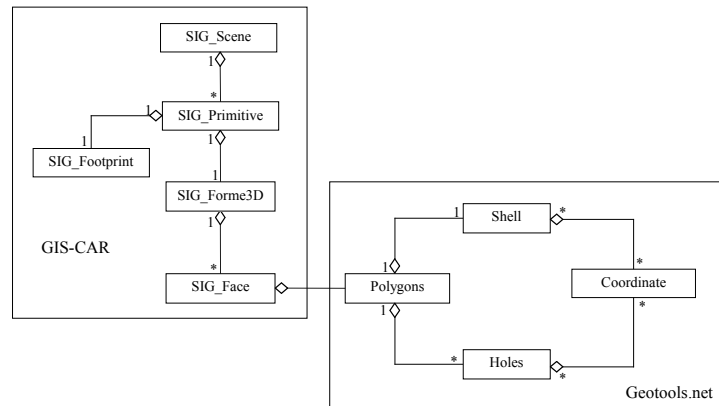 SIG_Scene
1
*
SIG_Primitive
1
1
1
SIG_Footprint
1
SIG_Forme3D
1
GIS-CAR
*
SIG_Face
Polygons
1
1
Shell
1
*
*
Coordinate
*
*
Holes
*
Geotools.net